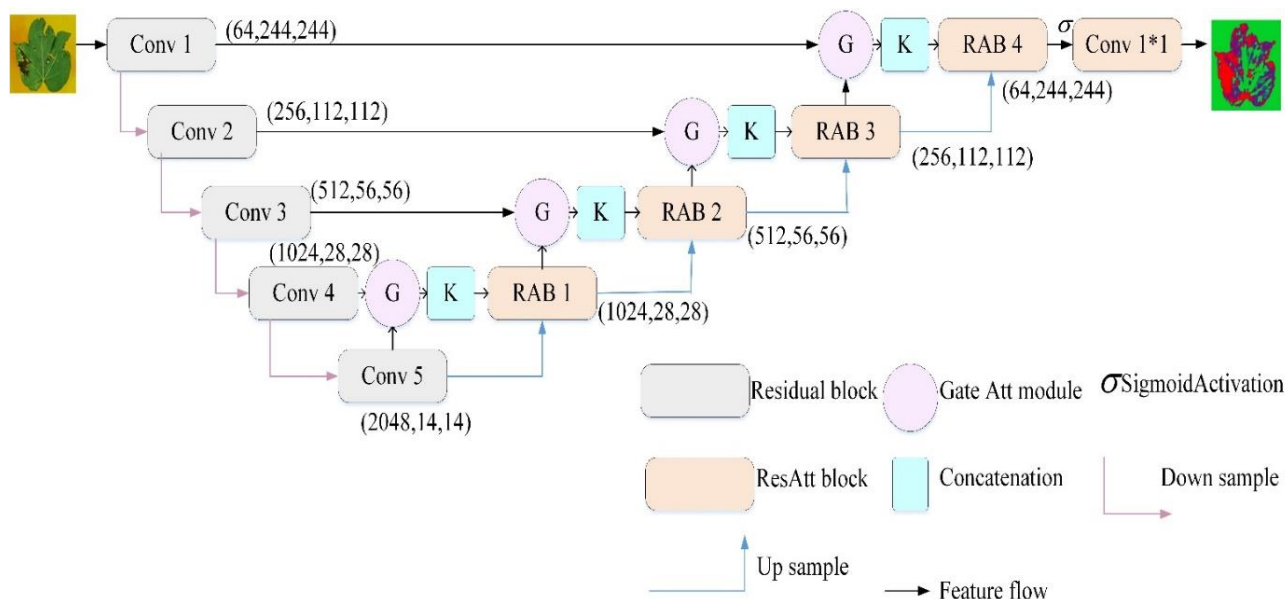 Conv 1 (64,244,244) G K RAB 4 σ Conv 1*1
(64,244,244)
Conv 2 (256,112,112) G K RAB 3
(256,112,112)
Conv 3 (512,56,56) G K RAB 2
(512,56,56)
(1024,28,28)
Conv 4 G K RAB 1
(1024,28,28)
Conv 5
(2048,14,14)
Residual block Gate Att module σSigmoidActivation
ResAtt block Concatenation Down sample
Up sample Feature flow